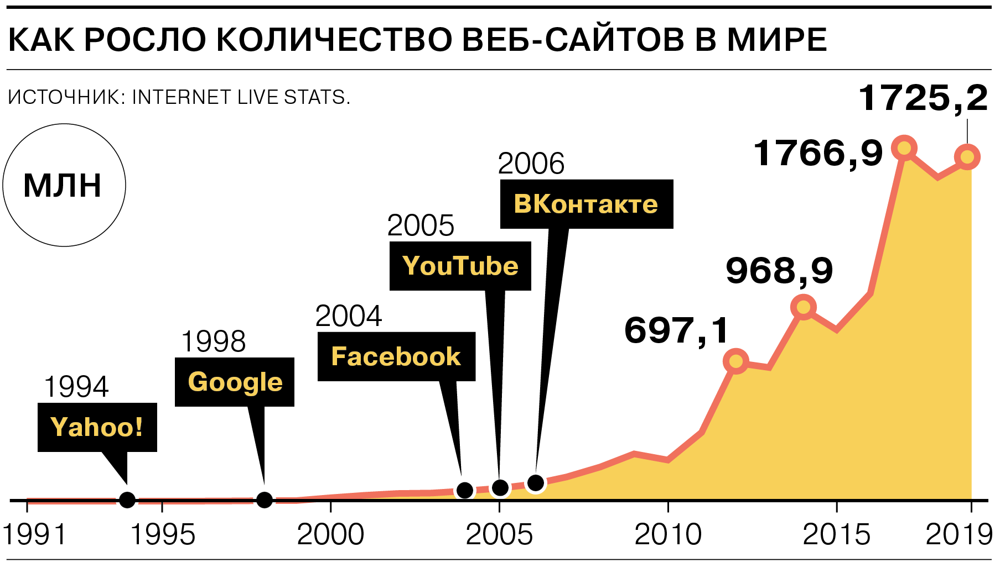 КАК РОСЛО КОЛИЧЕСТВО ВЕБ-САЙТОВ В МИРЕ
ИСТОЧНИК: INTERNET LIVE STATS.
МЛН
1994
Yahoo!
1998
Google
2004
Facebook
2005
YouTube
2006
ВКонтакте
697,1
968,9
1766,9
1725,2
1991 1995 2000 2005 2010 2015 2019